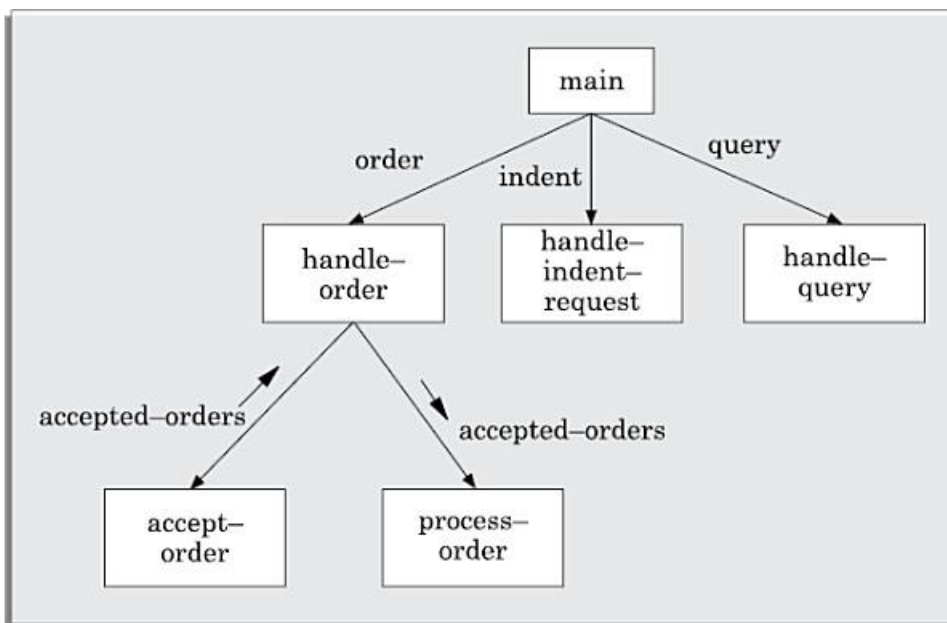 main
order
indent
query
handle–
order
handle–
indent–
request
handle–
query
accepted–orders
accepted–orders
accept–
order
process–
order